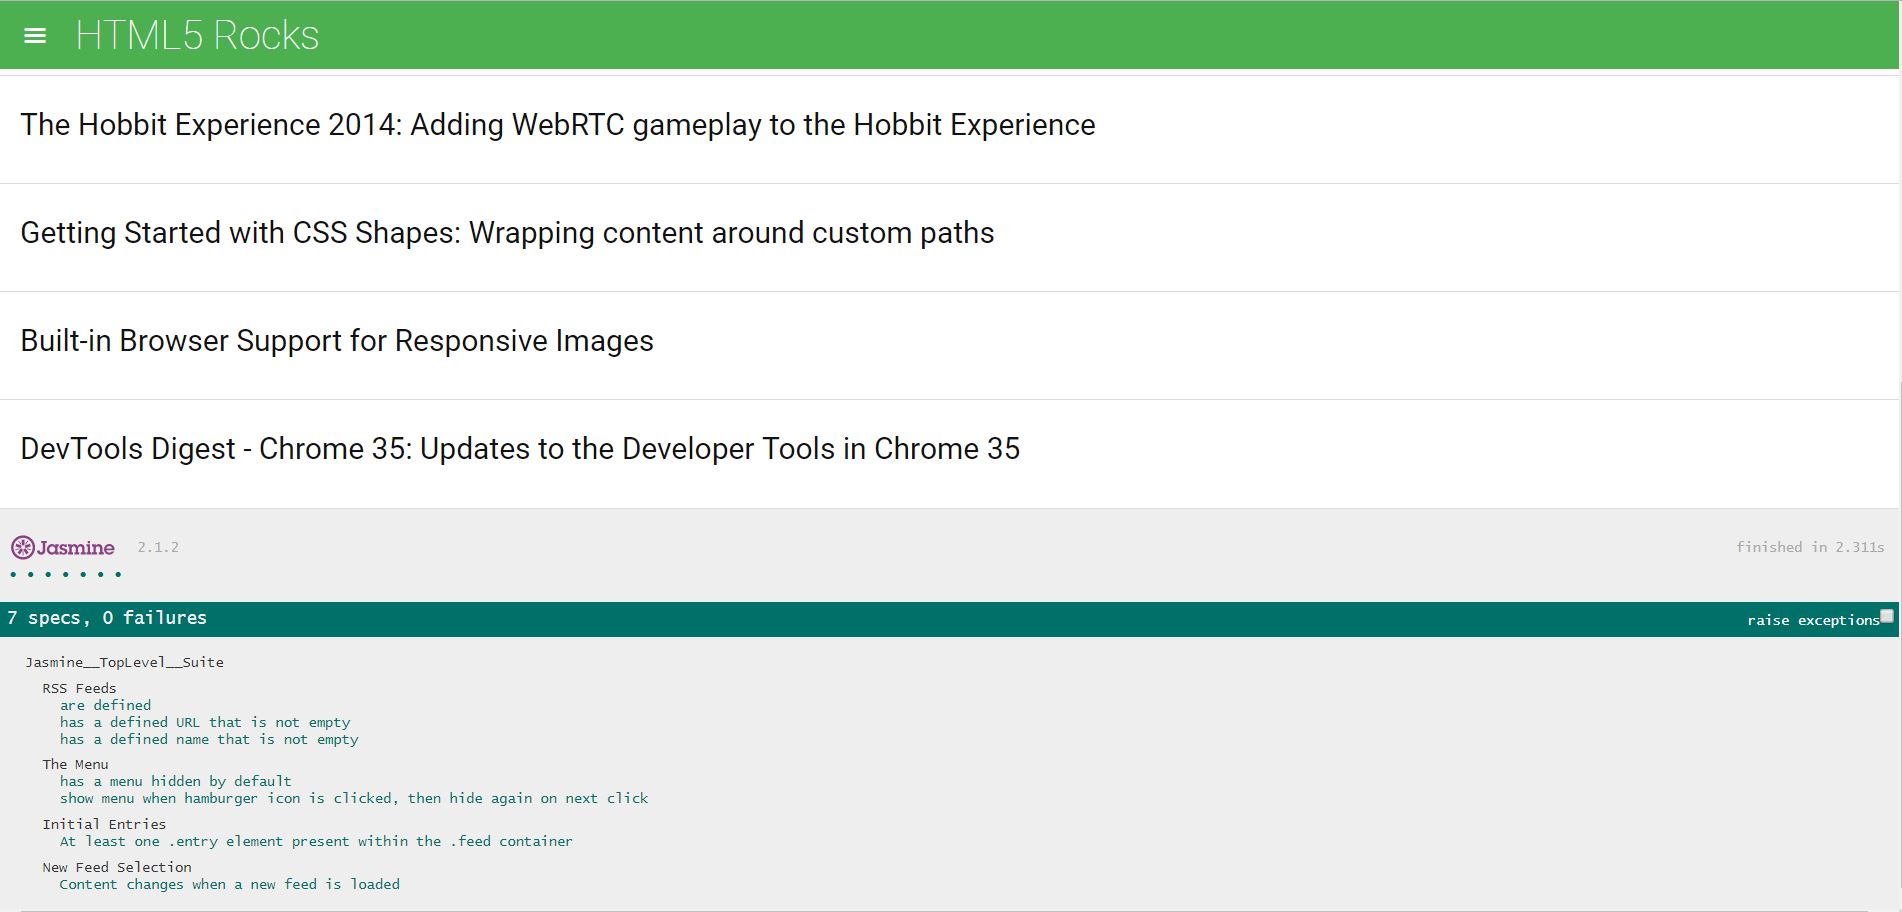 HTML5 Rocks
The Hobbit Experience 2014: Adding WebRTC gameplay to the Hobbit Experience
Getting Started with CSS Shapes: Wrapping content around custom paths
Built-in Browser Support for Responsive Images
DevTools Digest - Chrome 35: Updates to the Developer Tools in Chrome 35
Jasmine 2.1.2 finished in 2.311s
7 specs, 0 failures raise exceptions
Jasmine__TopLevel__Suite
RSS Feeds
are defined
has a defined URL that is not empty
has a defined name that is not empty
The Menu
has a menu hidden by default
show menu when hamburger icon is clicked, then hide again on next click
Initial Entries
At least one .entry element present within the .feed container
New Feed Selection
Content changes when a new feed is loaded